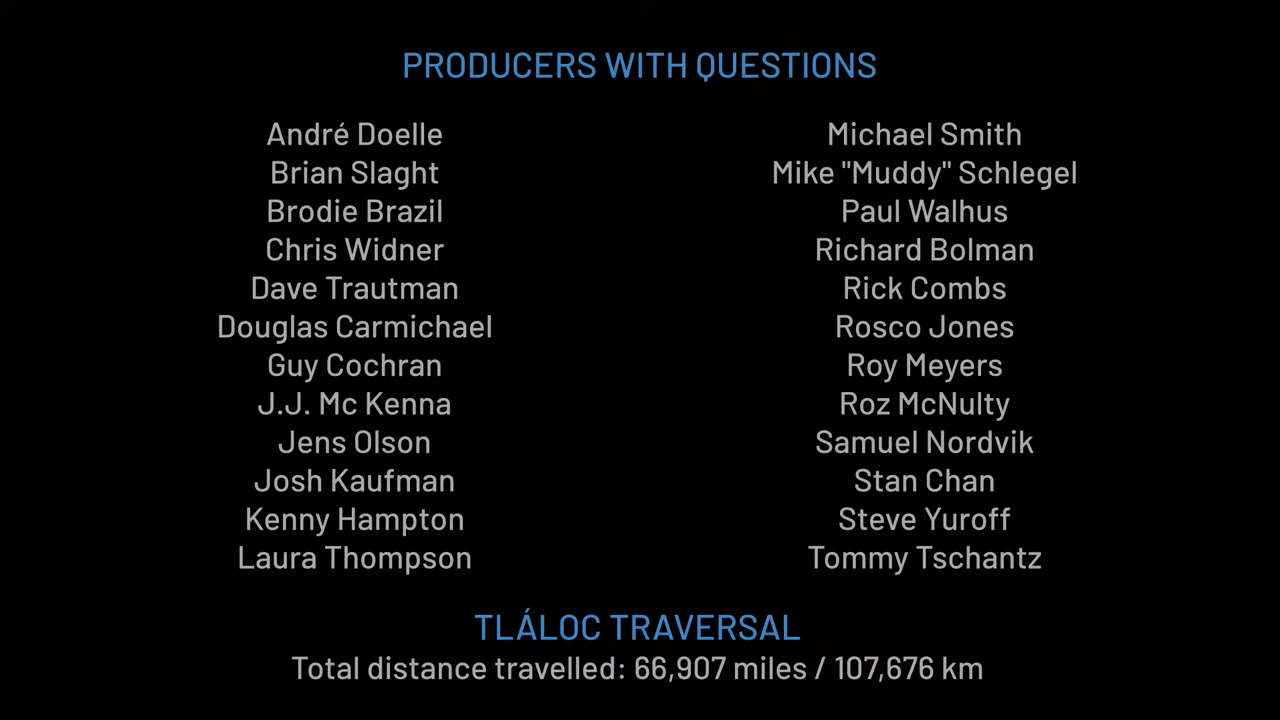 PRODUCERS WITH QUESTIONS
André Doelle
Brian Slaght
Brodie Brazil
Chris Widner
Dave Trautman
Douglas Carmichael
Guy Cochran
J.J. Mc Kenna
Jens Olson
Josh Kaufman
Kenny Hampton
Laura Thompson
Michael Smith
Mike "Muddy" Schlegel
Paul Walhus
Richard Bolman
Rick Combs
Rosco Jones
Roy Meyers
Roz McNulty
Samuel Nordvik
Stan Chan
Steve Yuroff
Tommy Tschantz
TLÁLOC TRAVERSAL
Total distance travelled: 66,907 miles / 107,676 km